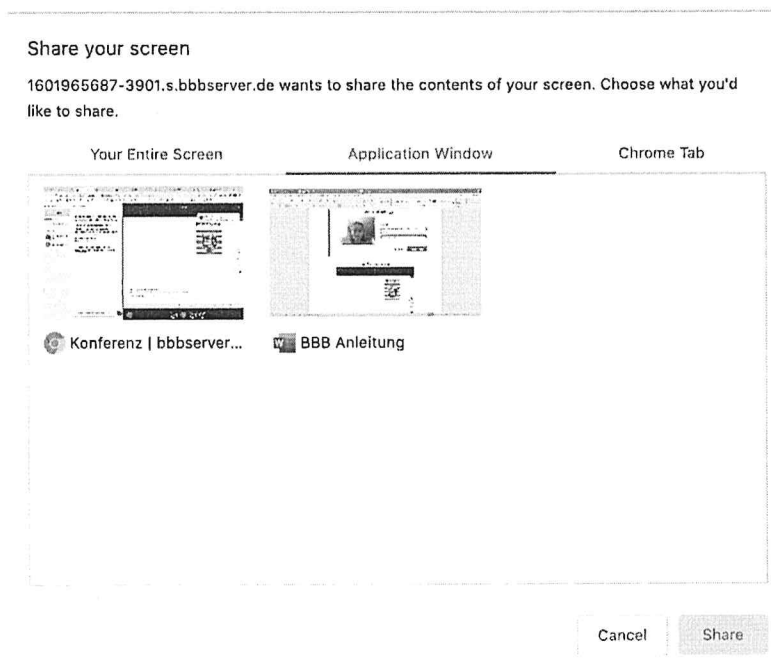 Share your screen
1601965687-3901.s.bbbserver.de wants to share the contents of your screen. Choose what you'd
like to share.
Your Entire Screen Application Window Chrome Tab
Konferenz | bbbserver... BBB Anleitung
Cancel Share